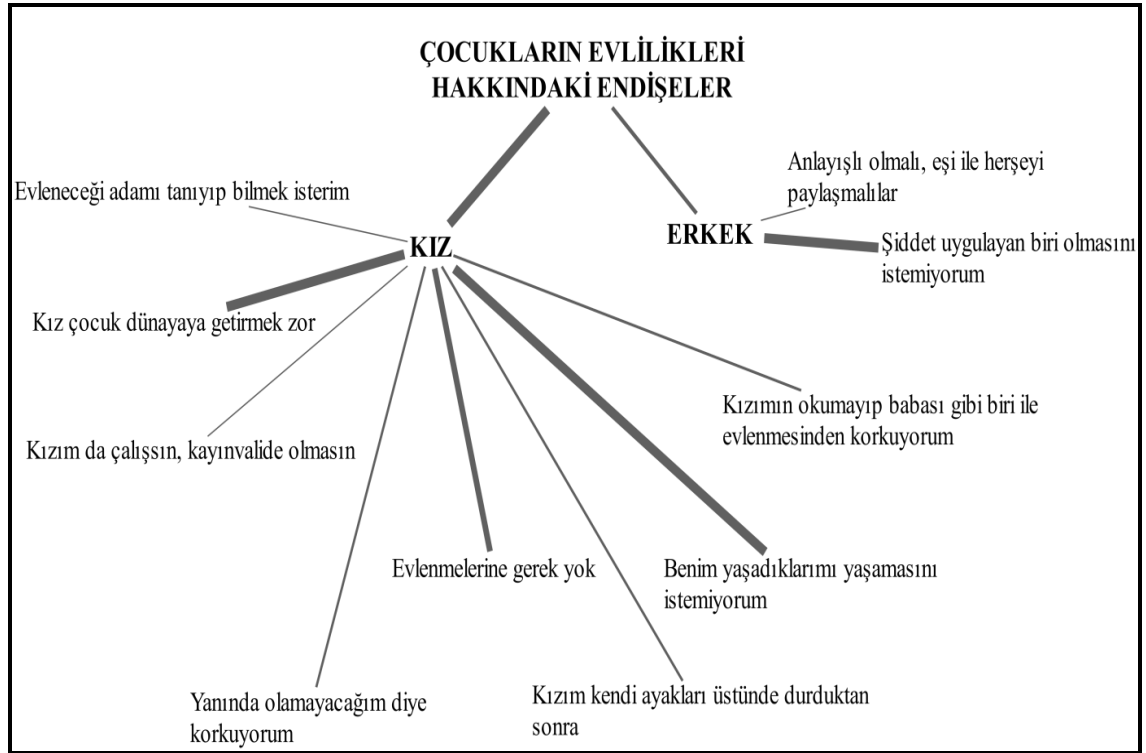 ÇOCUKLARIN EVLİLİKLERİ
HAKKINDAKİ ENDİŞELER
Anlayışlı olmalı, eşi ile herşeyi
paylaşmalılar
Evleneceği adamı tanıyıp bilmek isterim
ERKEK
KIZ
Şiddet uygulayan biri olmasını
istemiyorum
Kız çocuk dünayaya getirmek zor
Kızımın okumayıp babası gibi biri ile
evlenmesinden korkuyorum
Kızım da çalışsın, kayınvalide olmasın
Evlenmelerine gerek yok
Benim yaşadıklarımı yaşamasını
istemiyorum
Yanında olamayacağım diye
korkuyorum
Kızım kendi ayakları üstünde durduktan
sonra